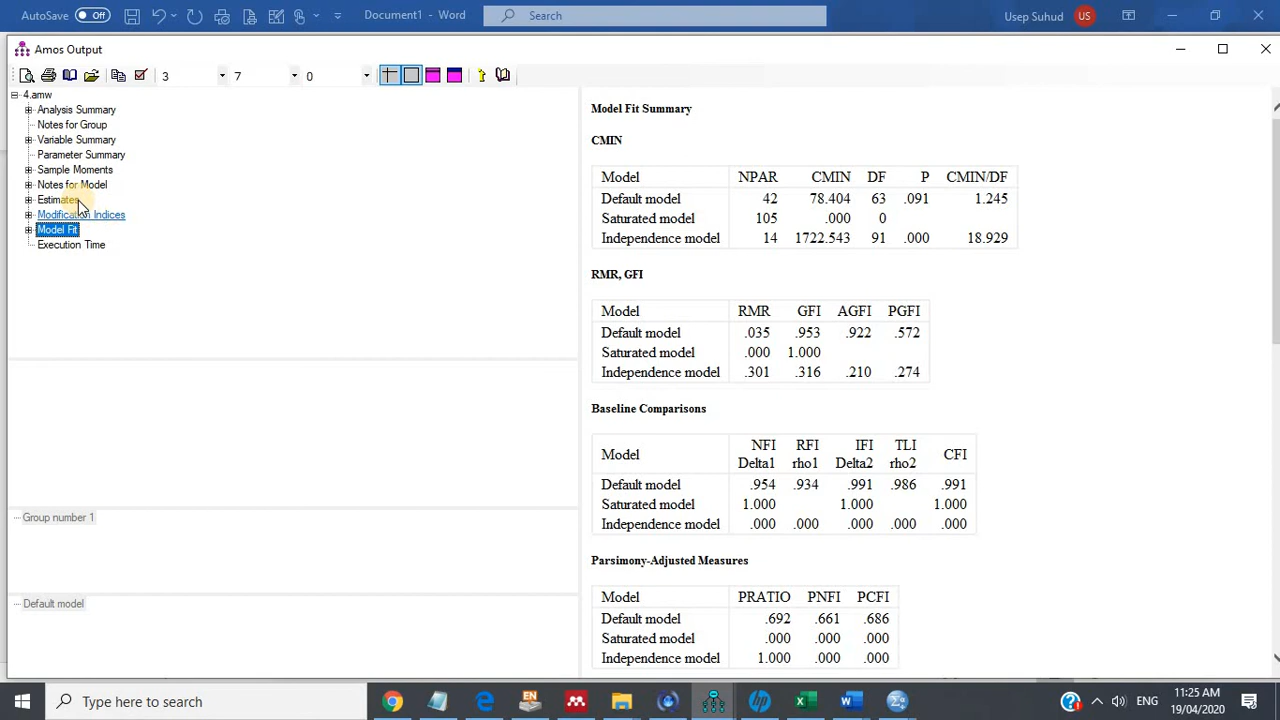 AutoSave Off Document1 - Word Search Usep Suhud US
Amos Output
3 7 0
4.amw
Analysis Summary
Notes for Group
Variable Summary
Parameter Summary
Sample Moments
Notes for Model
Estimates
Modification Indices
Model Fit
Execution Time
Group number 1
Default model
Model Fit Summary
CMIN
Model NPAR CMIN DF P CMIN/DF
Default model 42 78.404 63 .091 1.245
Saturated model 105 .000 0
Independence model 14 1722.543 91 .000 18.929
RMR, GFI
Model RMR GFI AGFI PGFI
Default model .035 .953 .922 .572
Saturated model .000 1.000
Independence model .301 .316 .210 .274
Baseline Comparisons
Model NFI RFI IFI TLI CFI
Delta1 rho1 Delta2 rho2
Default model .954 .934 .991 .986 .991
Saturated model 1.000 1.000 1.000
Independence model .000 .000 .000 .000 .000
Parsimony-Adjusted Measures
Model PRATIO PNFI PCFI
Default model .692 .661 .686
Saturated model .000 .000 .000
Independence model 1.000 .000 .000
Type here to search
EN
ENG
11:25 AM
19/04/2020